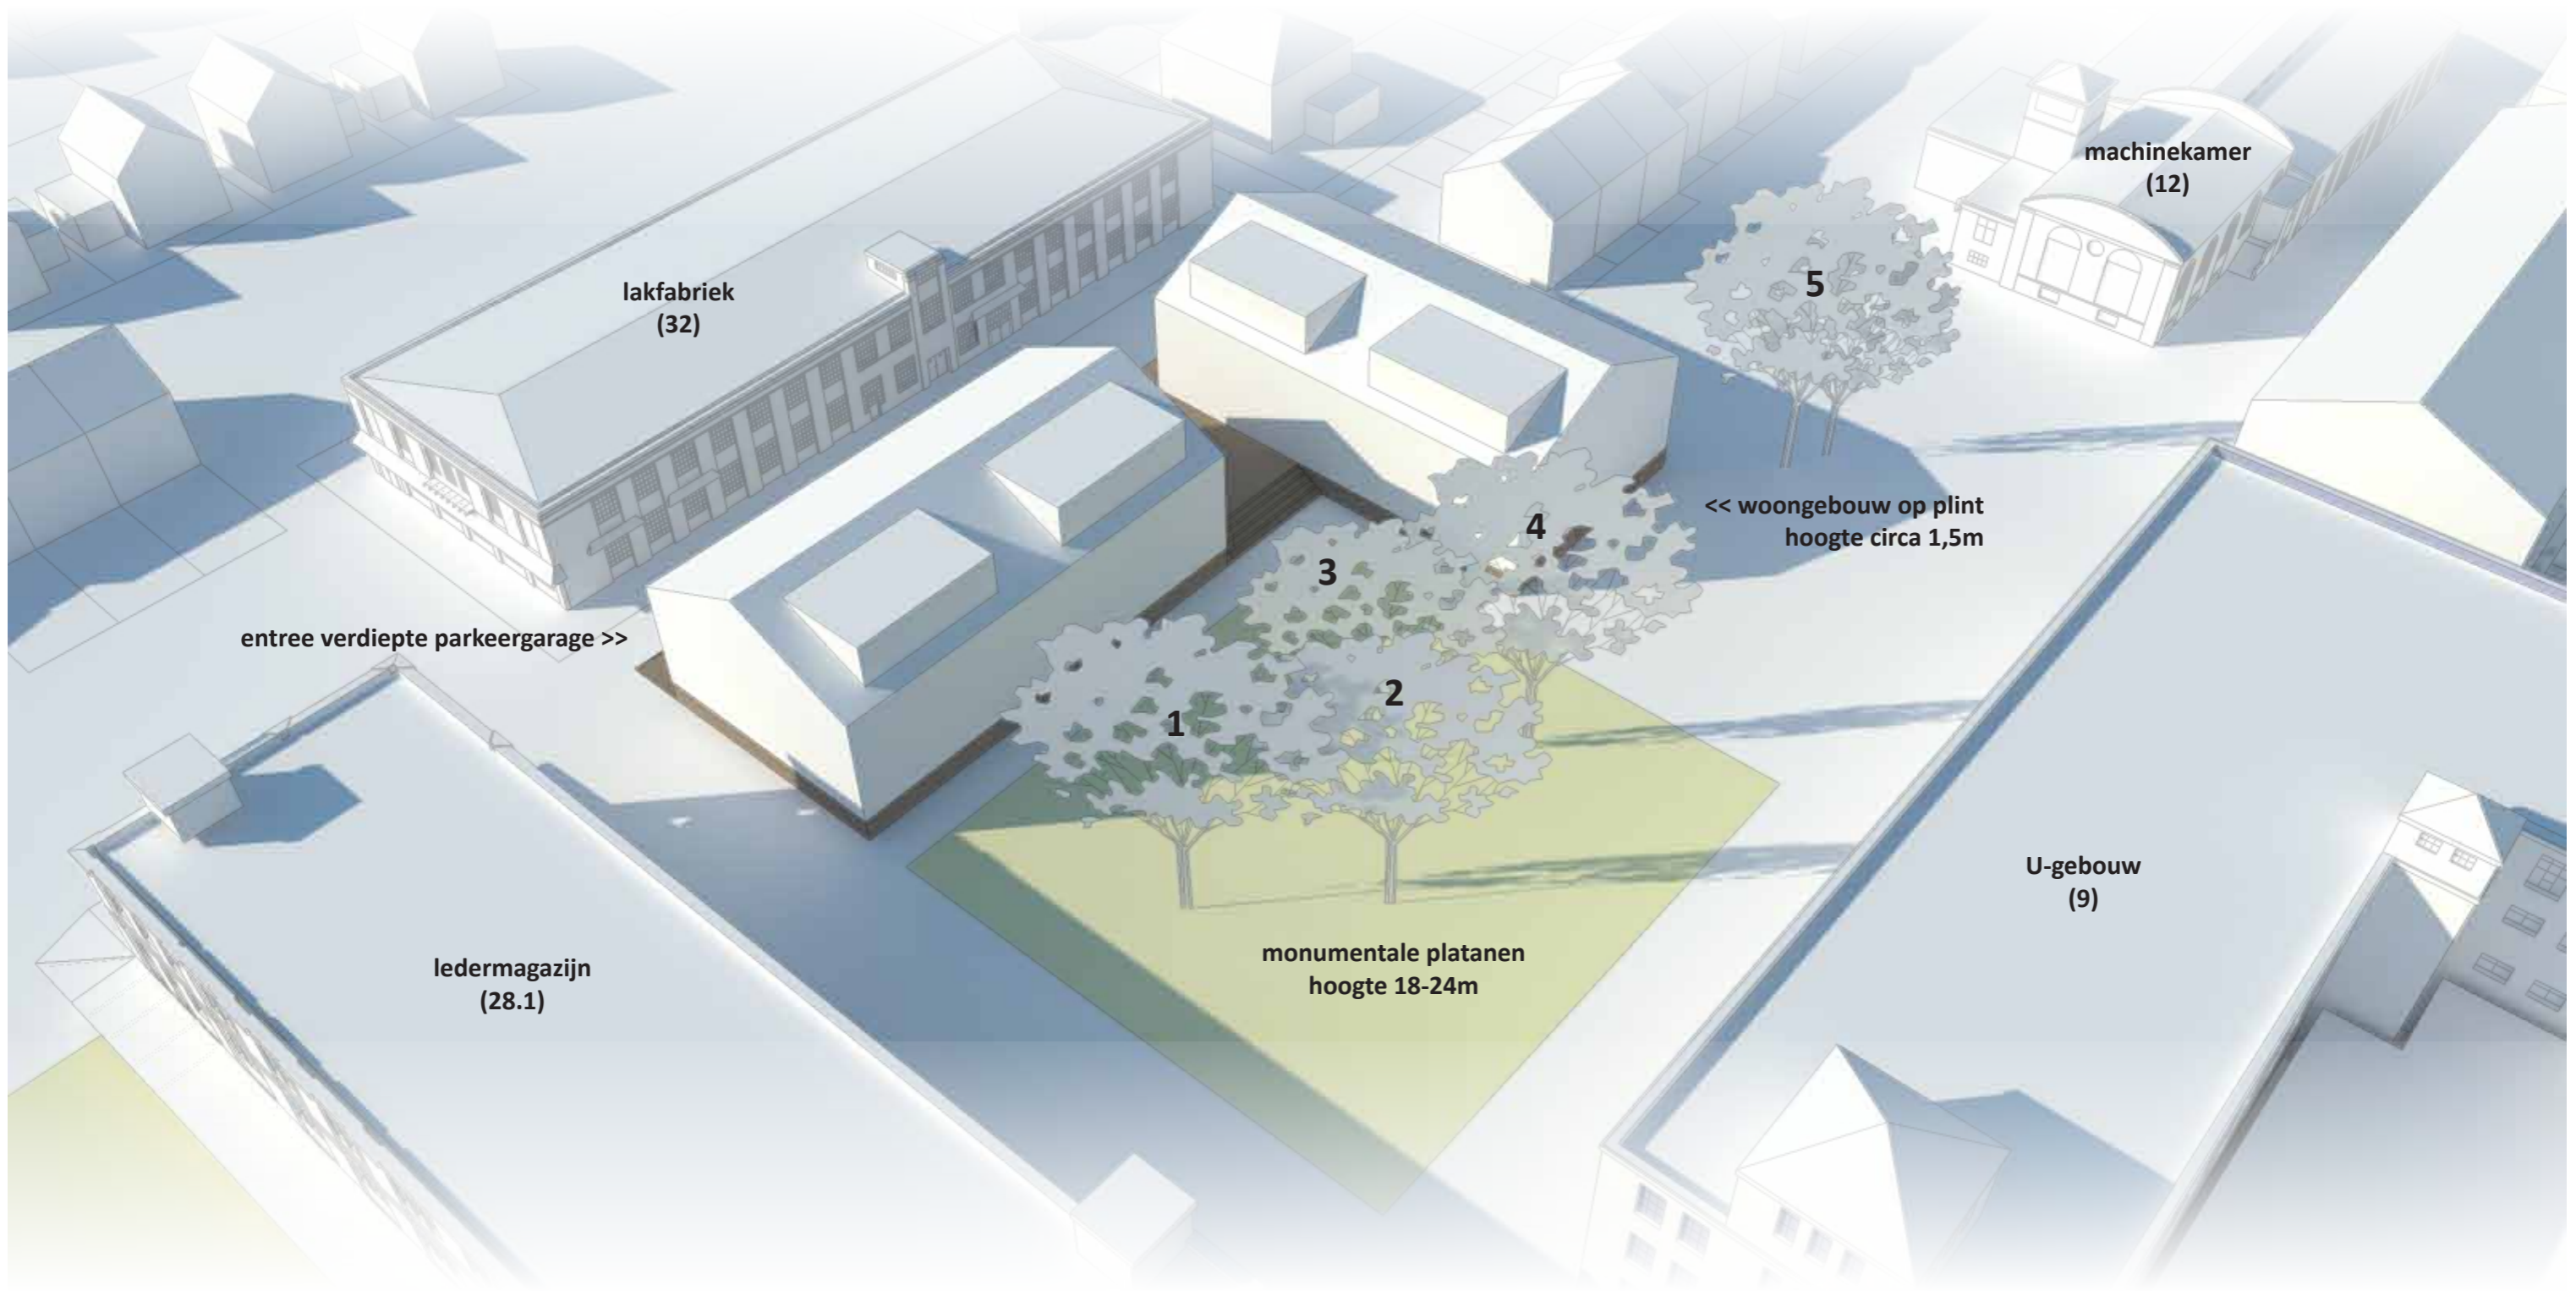 machinekamer
(12)
lakfabriek
(32)
5
<< woongebouw op plint
hoogte circa 1,5m
4
3
entree verdiepte parkeergarage >>
2
1
U-gebouw
(9)
monumentale platanen
hoogte 18-24m
ledermagazijn
(28.1)